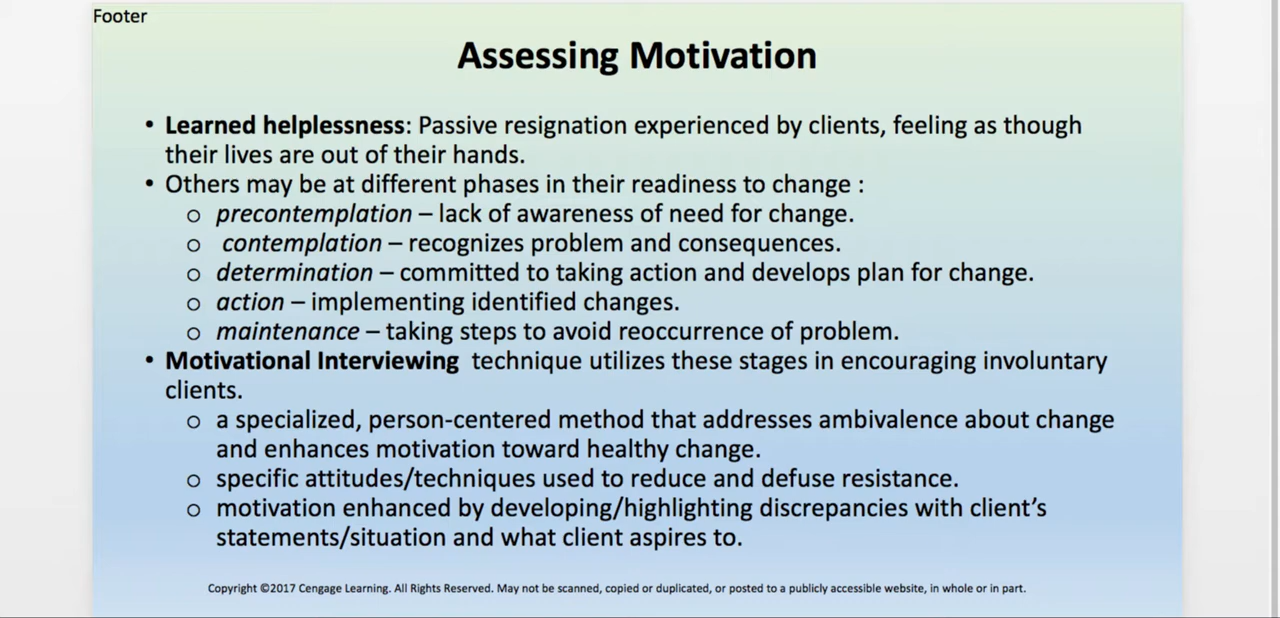 Footer
Assessing Motivation
• Learned helplessness: Passive resignation experienced by clients, feeling as though
their lives are out of their hands.
• Others may be at different phases in their readiness to change :
o precontemplation – lack of awareness of need for change.
o contemplation – recognizes problem and consequences.
o determination – committed to taking action and develops plan for change.
o action – implementing identified changes.
o maintenance – taking steps to avoid reoccurrence of problem.
• Motivational Interviewing technique utilizes these stages in encouraging involuntary
clients.
o a specialized, person-centered method that addresses ambivalence about change
and enhances motivation toward healthy change.
o specific attitudes/techniques used to reduce and defuse resistance.
o motivation enhanced by developing/highlighting discrepancies with client’s
statements/situation and what client aspires to.
Copyright ©2017 Cengage Learning. All Rights Reserved. May not be scanned, copied or duplicated, or posted to a publicly accessible website, in whole or in part.